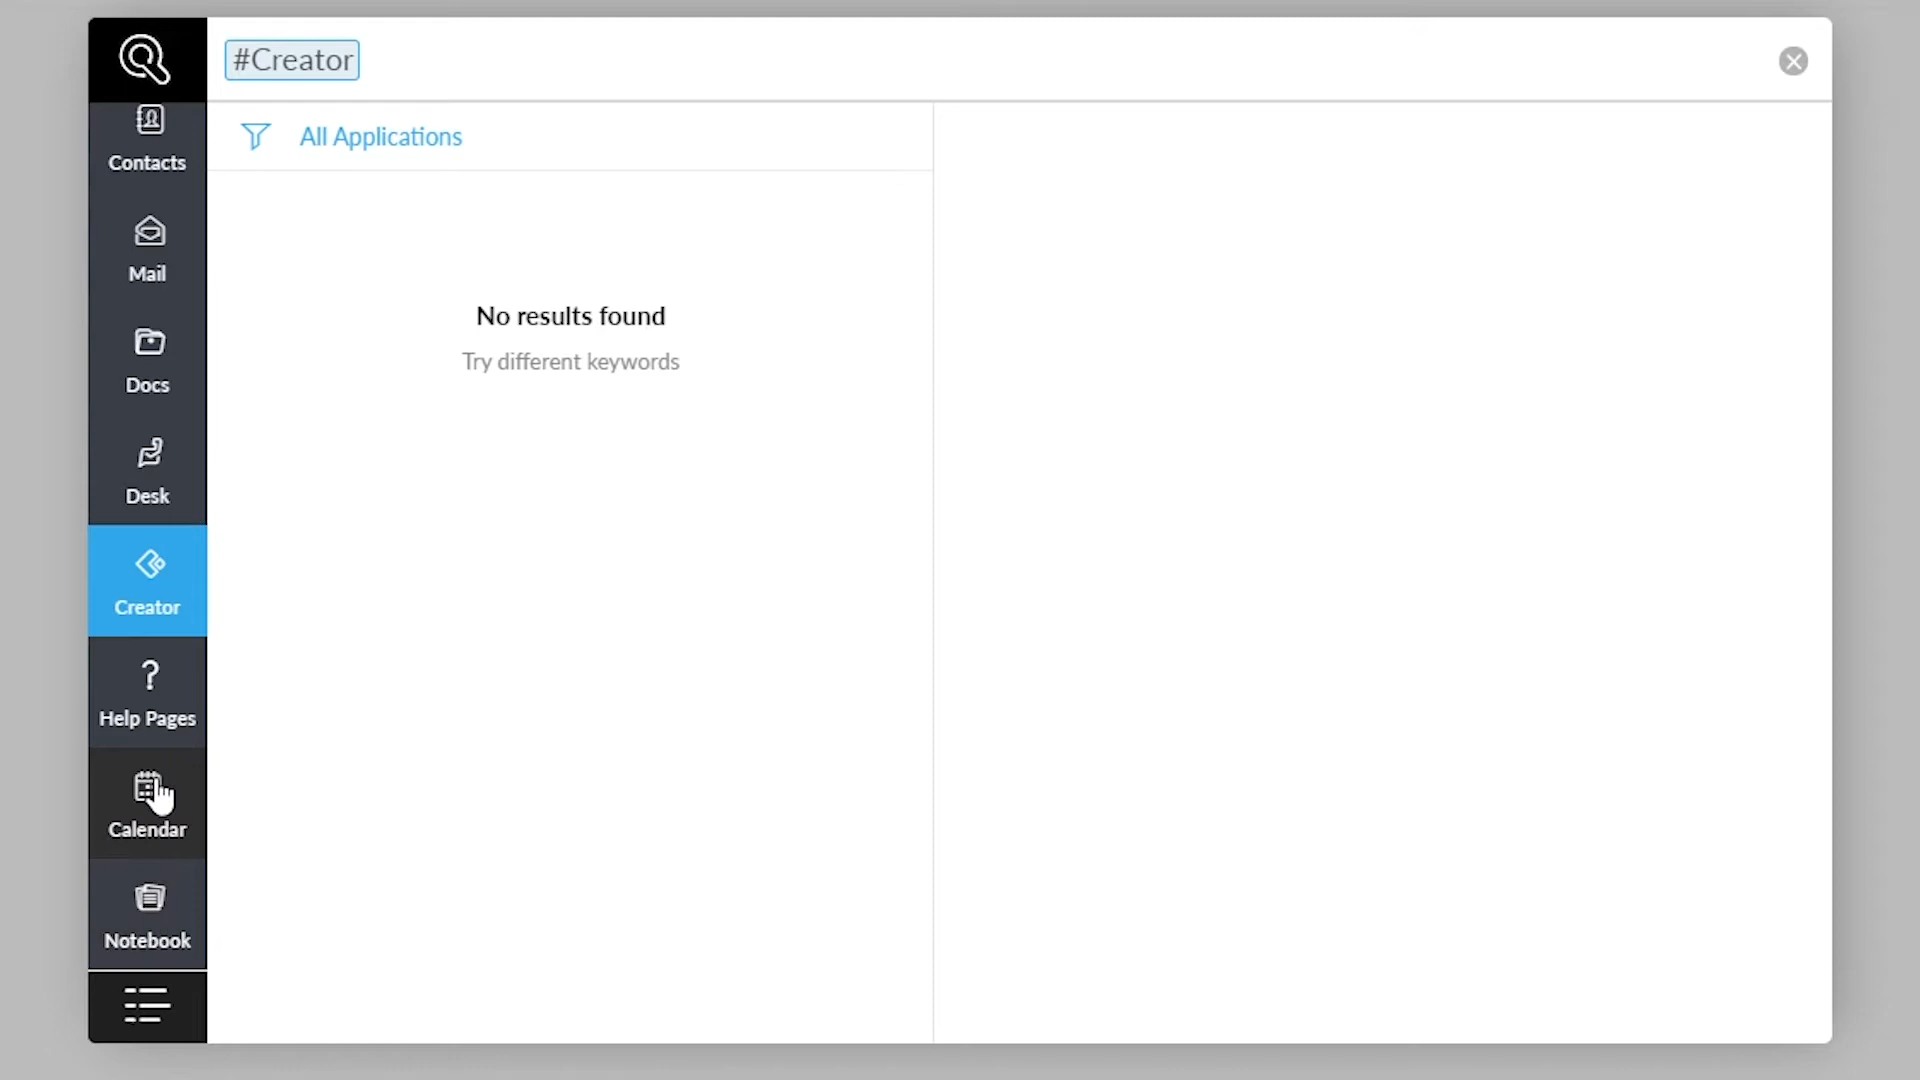 #Creator
All Applications
No results found
Try different keywords
Contacts
Mail
Docs
Desk
Creator
?
Help Pages
Calendar
Notebook